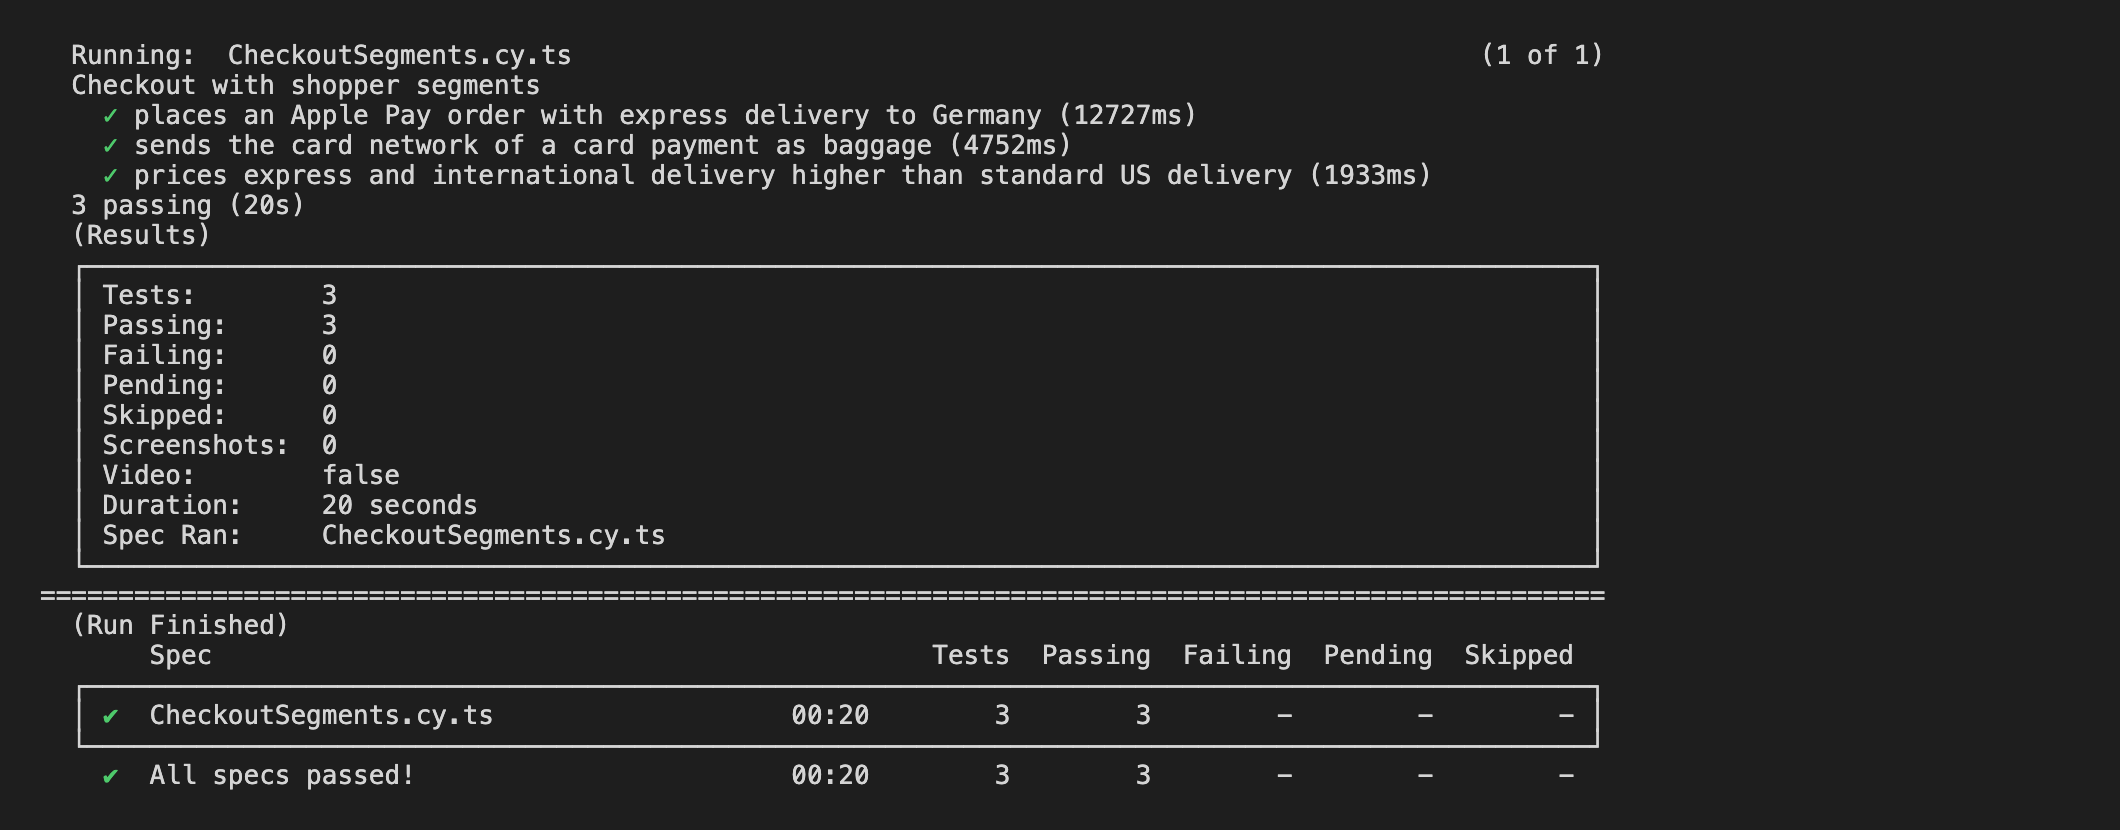 Running:  CheckoutSegments.cy.ts (1 of 1)
Checkout with shopper segments
✓ places an Apple Pay order with express delivery to Germany (12727ms)
✓ sends the card network of a card payment as baggage (4752ms)
✓ prices express and international delivery higher than standard US delivery (1933ms)
3 passing (20s)
(Results)
Tests: 3
Passing: 3
Failing: 0
Pending: 0
Skipped: 0
Screenshots: 0
Video: false
Duration: 20 seconds
Spec Ran: CheckoutSegments.cy.ts
====================================================================================================
(Run Finished)
Spec Tests Passing Failing Pending Skipped
✔ CheckoutSegments.cy.ts 00:20 3 3 – – –
✔ All specs passed! 00:20 3 3 – – –